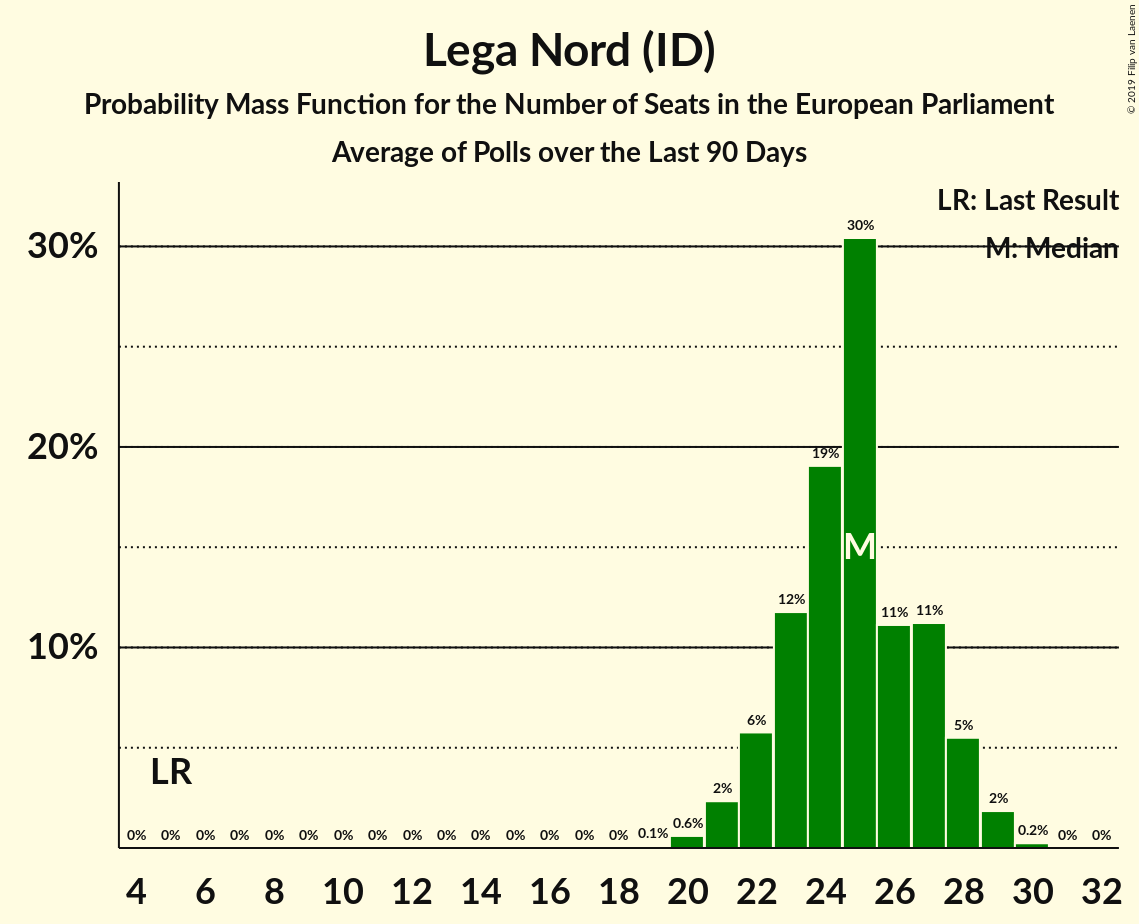 Lega Nord (ID)
Probability Mass Function for the Number of Seats in the European Parliament
Average of Polls over the Last 90 Days
© 2019 Filip van Laenen
LR: Last Result
M: Median
30%
20%
10%
0% 0% 0% 0% 0% 0% 0% 0% 0% 0% 0% 0% 0% 0% 0% 0.1% 0.6% 2% 6% 12% 19% 30% 11% 11% 5% 2% 0.2% 0% 0%
LR
M
4 6 8 10 12 14 16 18 20 22 24 26 28 30 32